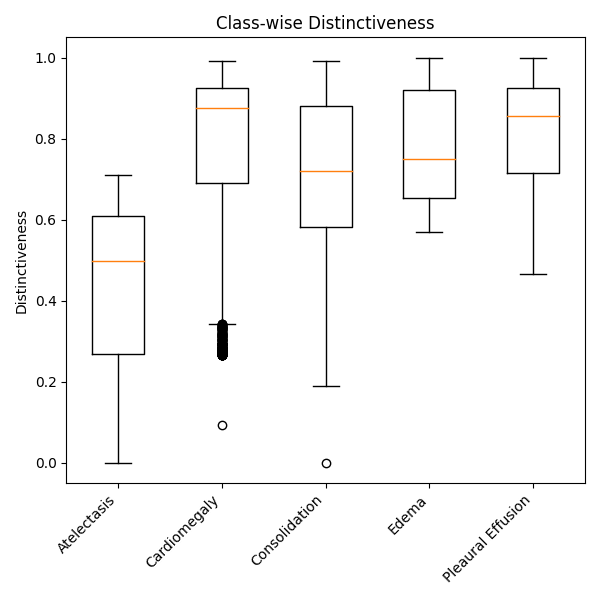 Class-wise Distinctiveness
Distinctiveness
1.0
0.8
0.6
0.4
0.2
0.0
Atelectasis
Cardiomegaly
Consolidation
Edema
Pleaural Effusion